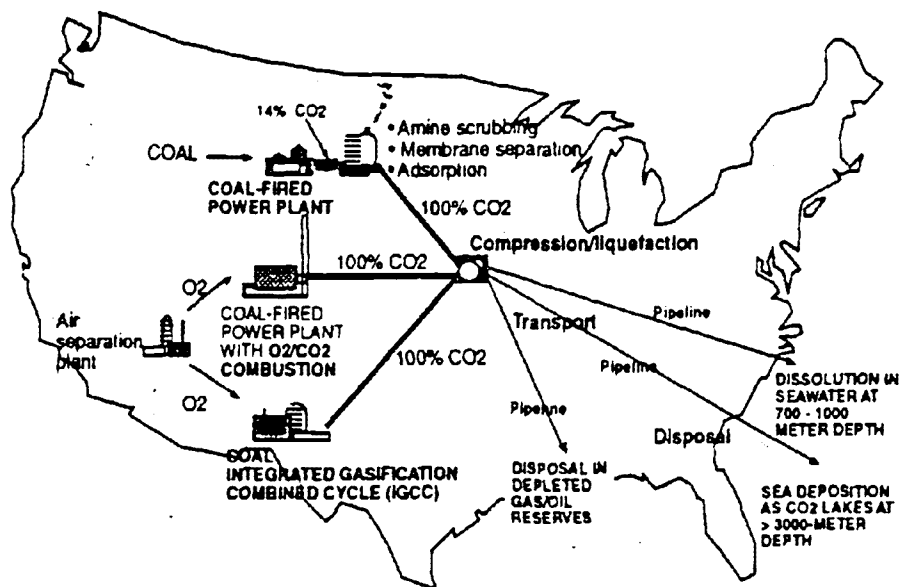 14% CO2
• Amine scrubbing
• Membrane separation
• Adsorption
COAL
COAL-FIRED
POWER PLANT
100% CO2
Compression/liquefaction
100% CO2
O2
COAL-FIRED
POWER PLANT
WITH O2/CO2
COMBUSTION
Air
separation
plant
O2
100% CO2
Transport
Pipeline
Pipeline
Pipeline
DISSOLUTION IN
SEAWATER AT
700 - 1000
METER DEPTH
Disposal
COAL
INTEGRATED GASIFICATION
COMBINED CYCLE (IGCC)
DISPOSAL IN
DEPLETED
GAS/OIL
RESERVES
SEA DEPOSITION
AS CO2 LAKES AT
> 3000-METER
DEPTH